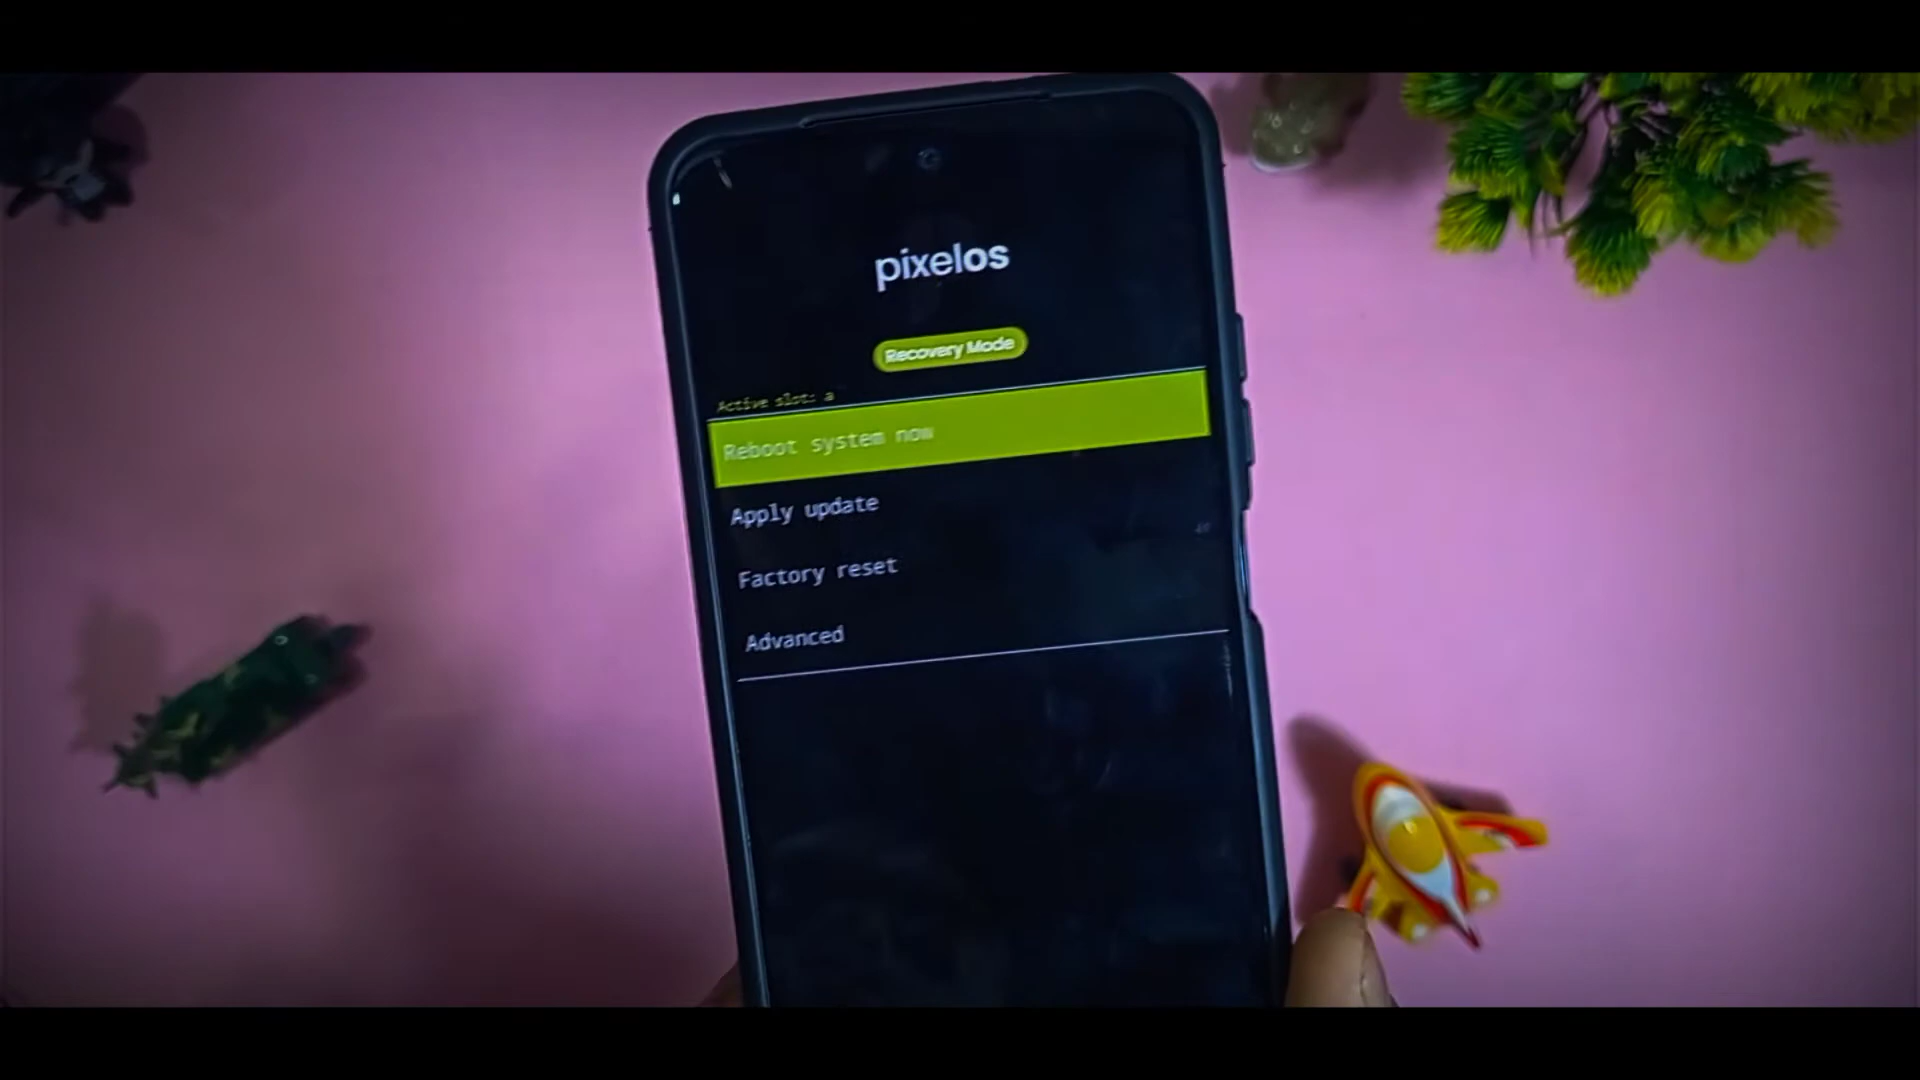 pixelos
Recovery Mode
Active slot: a
Reboot system now
Apply update
Factory reset
Advanced